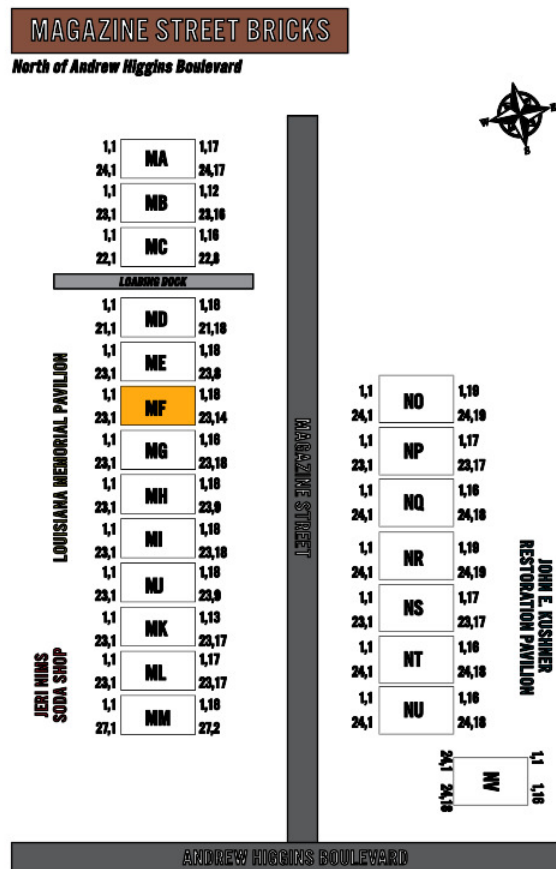 MAGAZINE STREET BRICKS
North of Andrew Higgins Boulevard
N
E
S
W
1,1 MA 1,17
24,1 24,17
1,1 MB 1,12
23,1 23,16
1,1 MC 1,16
22,1 22,8
LOADING DOCK
1,1 MD 1,18
21,1 21,18
1,1 ME 1,18
23,1 23,8
1,1 MF 1,18
23,1 23,14
1,1 MG 1,16
23,1 23,18
1,1 MH 1,18
23,1 23,9
1,1 MI 1,18
23,1 23,18
1,1 MJ 1,18
23,1 23,9
1,1 MK 1,13
23,1 23,17
1,1 ML 1,17
23,1 23,17
1,1 MM 1,18
27,1 27,2
LOUISIANA MEMORIAL PAVILION
JERI NIMS
SODA SHOP
MAGAZINE STREET
1,1 NO 1,19
24,1 24,19
1,1 NP 1,17
23,1 23,17
1,1 NQ 1,16
24,1 24,18
1,1 NR 1,19
24,1 24,19
1,1 NS 1,17
23,1 23,17
1,1 NT 1,16
24,1 24,18
1,1 NU 1,16
24,1 24,18
1,1 NV 1,16
24,1 24,18
JOHN E. KUSHNER
RESTORATION PAVILION
ANDREW HIGGINS BOULEVARD